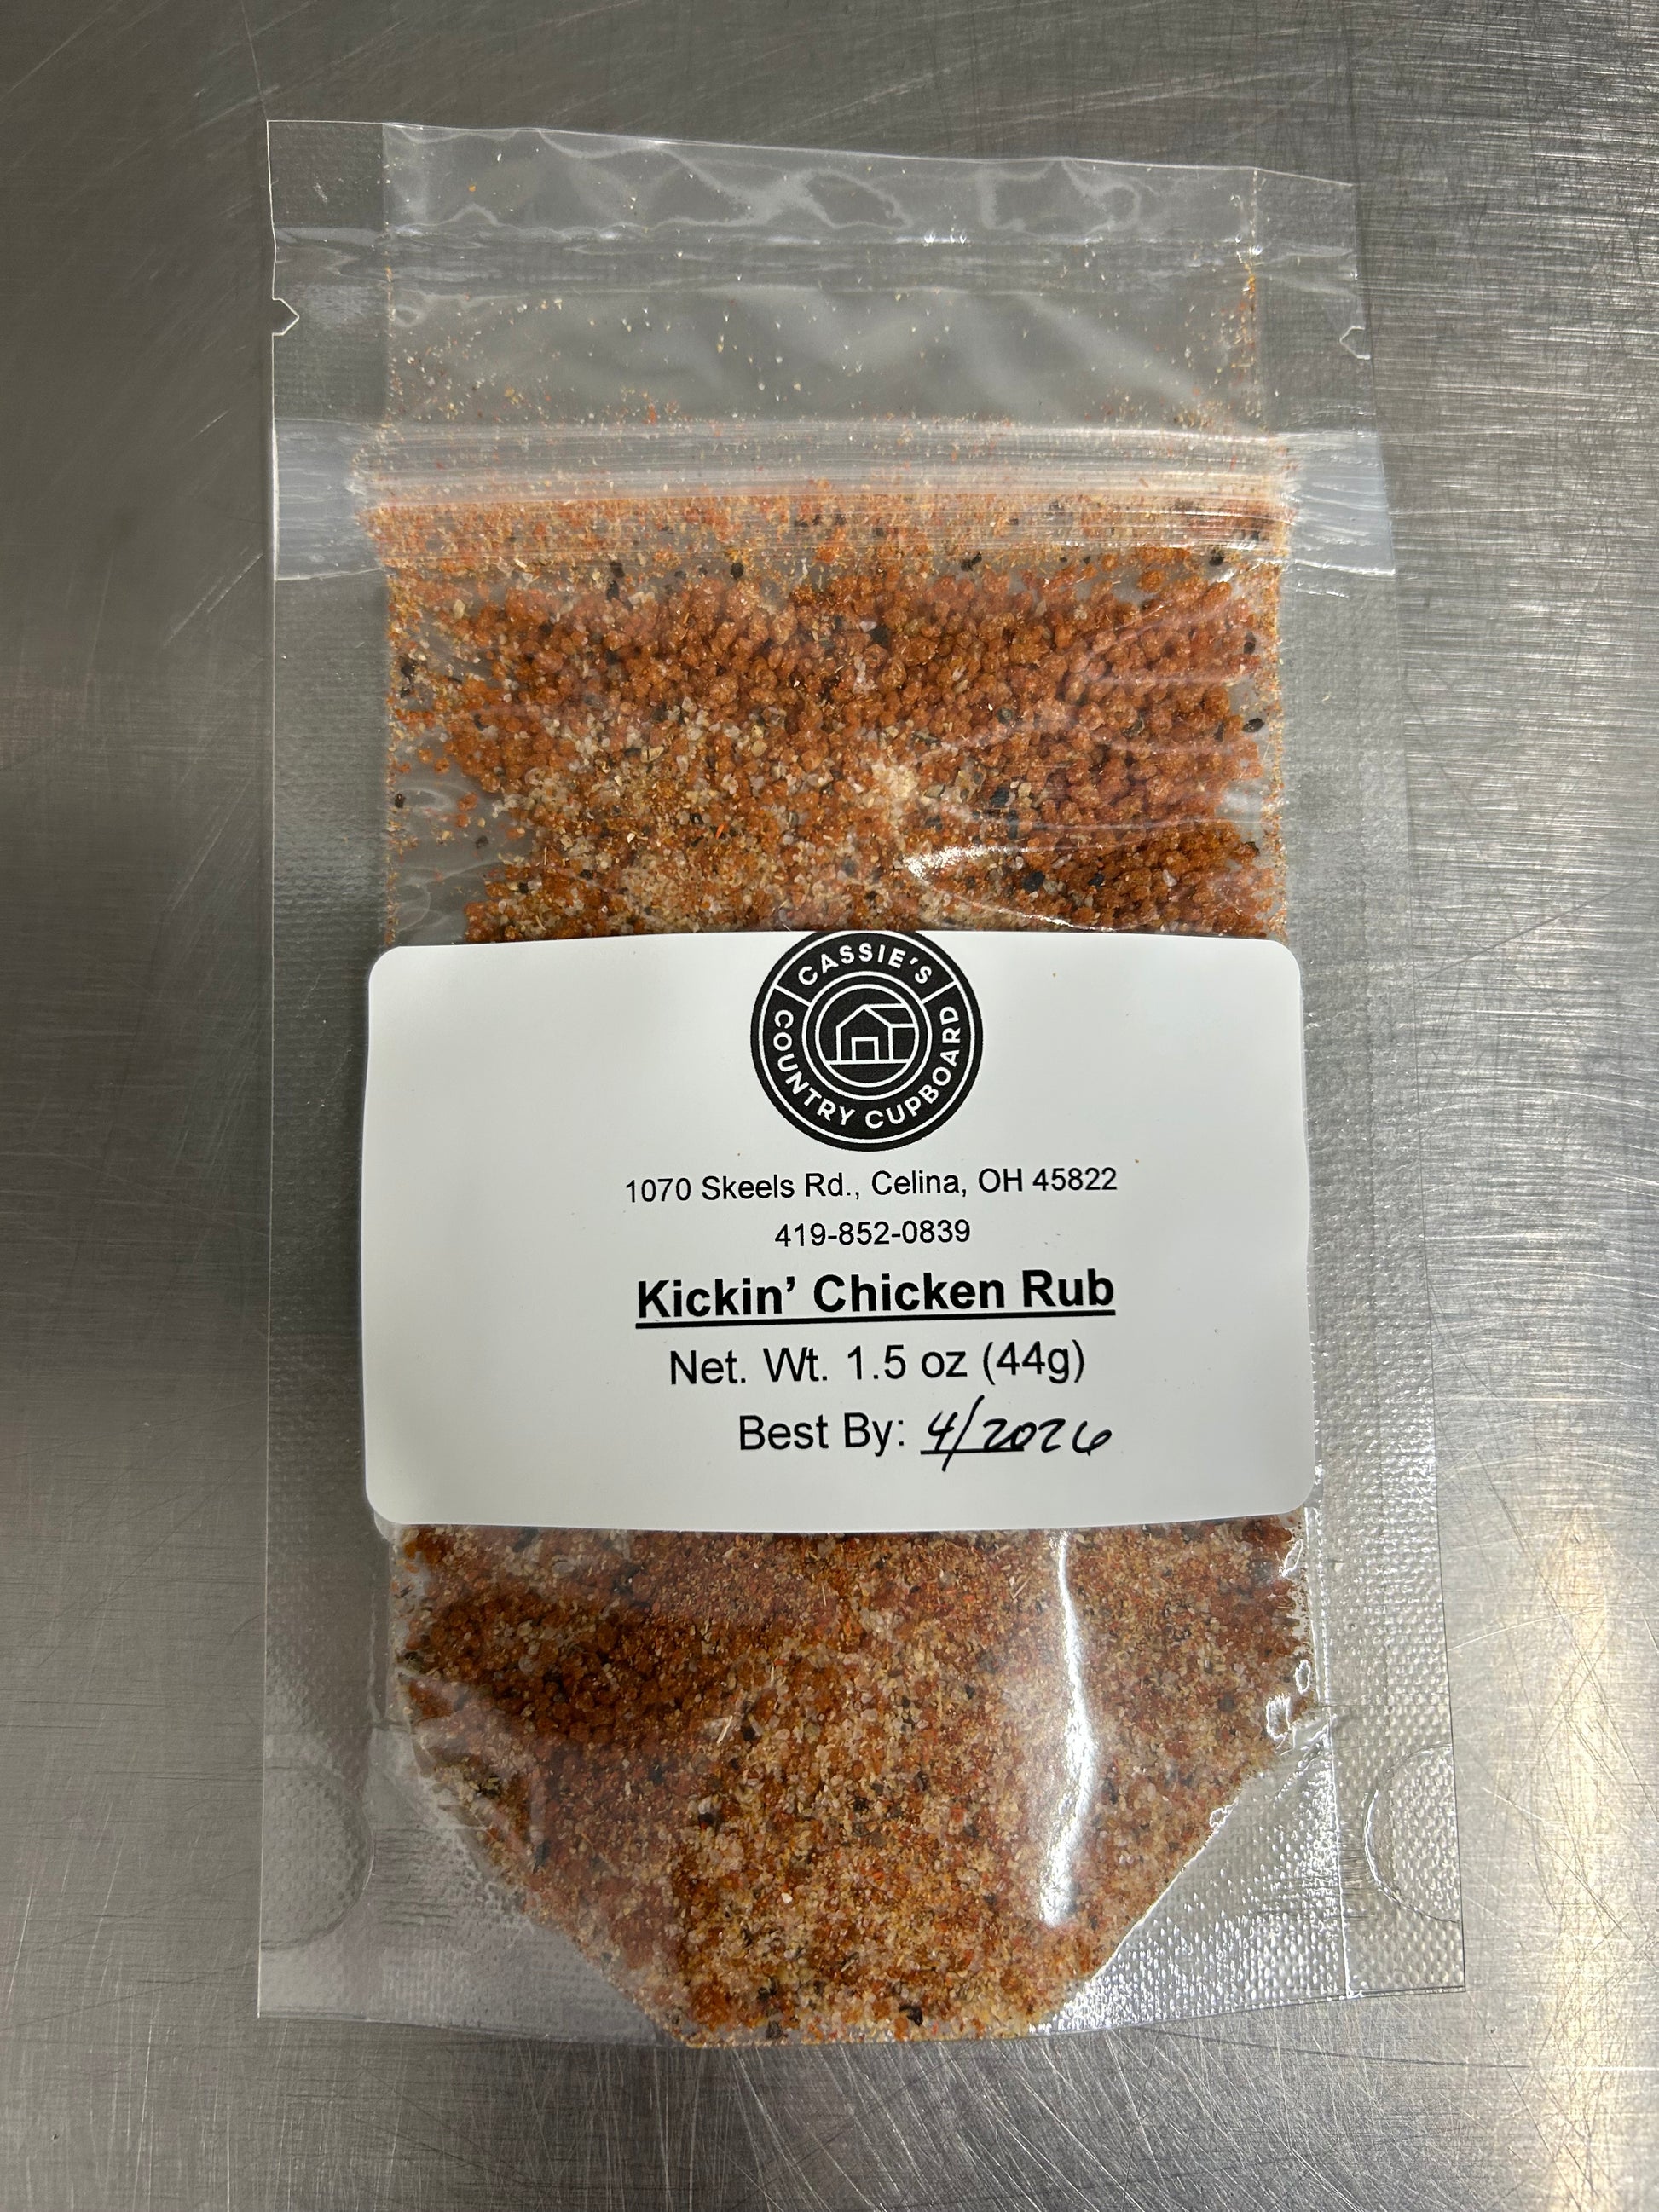 CASSIE'S
COUNTRY CUPBOARD
1070 Skeels Rd., Celina, OH 45822
419-852-0839
Kickin' Chicken Rub
Net. Wt. 1.5 oz (44g)
Best By: 4/2026